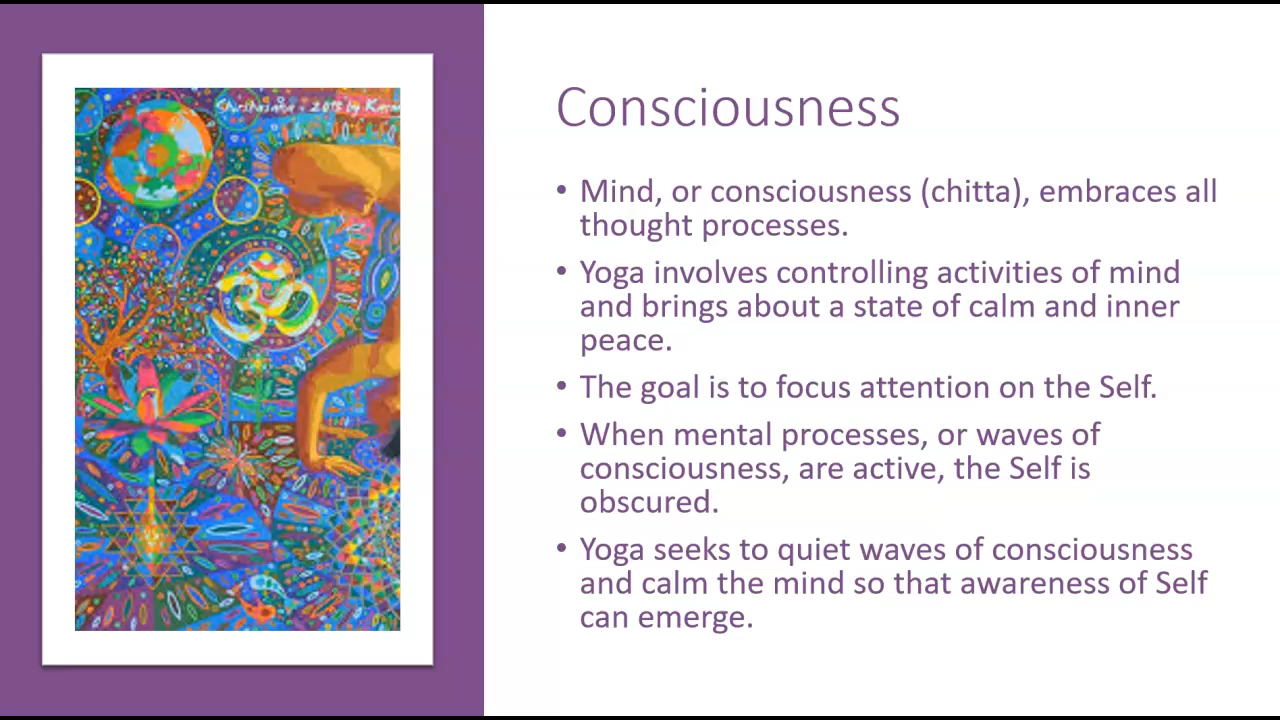 2015 by
Consciousness
• Mind, or consciousness (chitta), embraces all
thought processes.
• Yoga involves controlling activities of mind
and brings about a state of calm and inner
peace.
• The goal is to focus attention on the Self.
• When mental processes, or waves of
consciousness, are active, the Self is
obscured.
• Yoga seeks to quiet waves of consciousness
and calm the mind so that awareness of Self
can emerge.